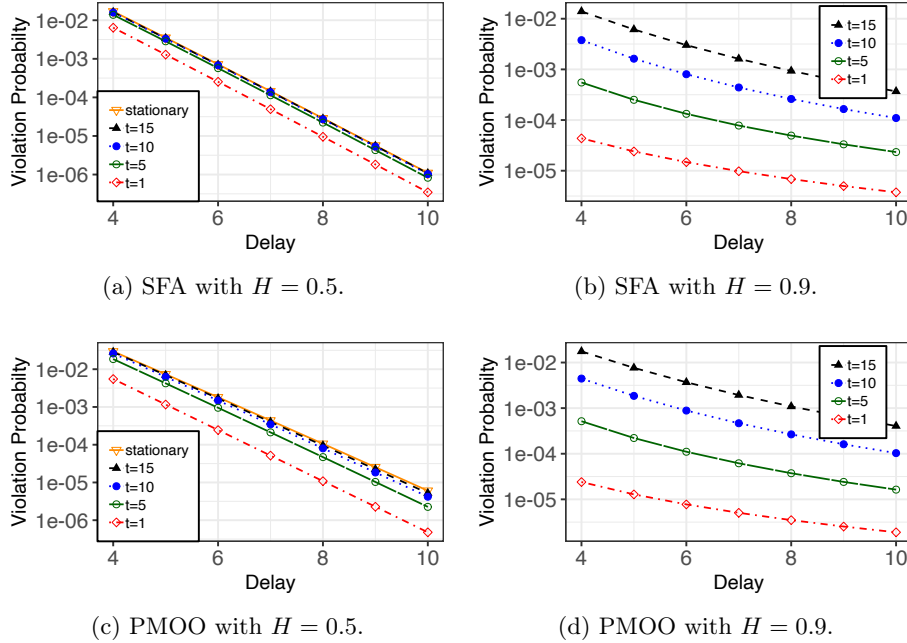 Violation Probabilty
1e-02
1e-03
1e-04
1e-05
1e-06
stationary
t=15
t=10
t=5
t=1
4 6 8 10
Delay
(a) SFA with H = 0.5.
Violation Probabilty
1e-02
1e-03
1e-04
1e-05
t=15
t=10
t=5
t=1
4 6 8 10
Delay
(b) SFA with H = 0.9.
Violation Probabilty
1e-02
1e-03
1e-04
1e-05
1e-06
stationary
t=15
t=10
t=5
t=1
4 6 8 10
Delay
(c) PMOO with H = 0.5.
Violation Probabilty
1e-02
1e-03
1e-04
1e-05
t=15
t=10
t=5
t=1
4 6 8 10
Delay
(d) PMOO with H = 0.9.